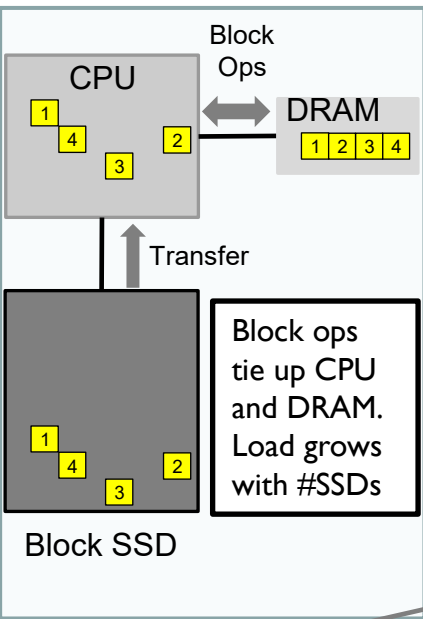 Block
Ops
CPU
DRAM
1
4
2
3
1 2 3 4
Transfer
Block ops
tie up CPU
and DRAM.
Load grows
with #SSDs
1
4
2
3
Block SSD